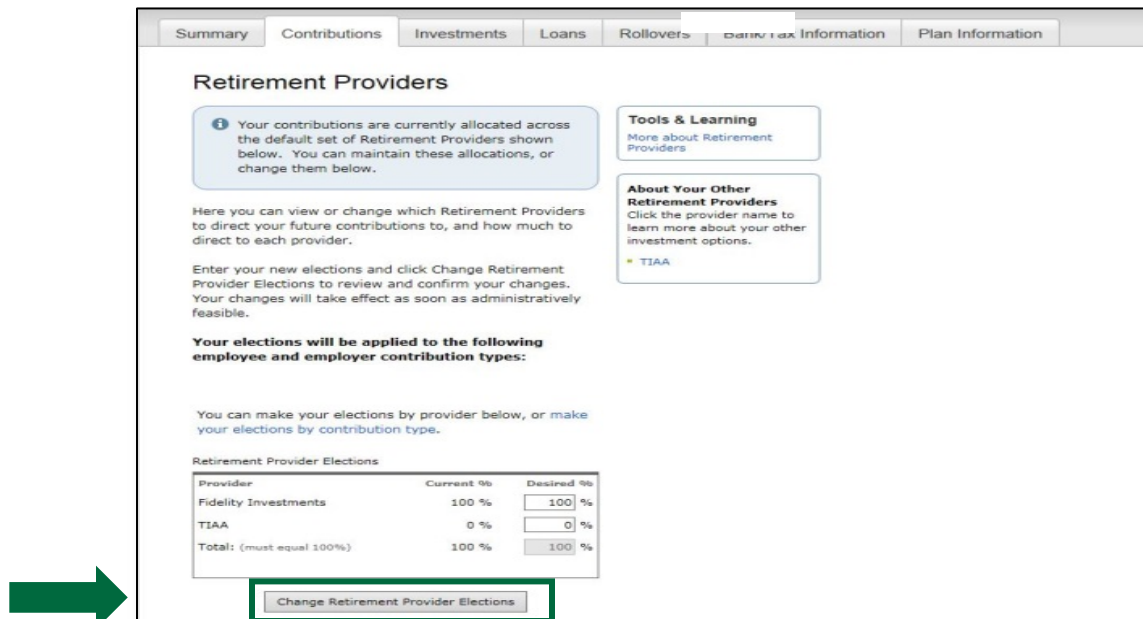 Summary Contributions Investments Loans Rollovers Bank/Tax Information Plan Information
Retirement Providers
Your contributions are currently allocated across
the default set of Retirement Providers shown
below. You can maintain these allocations, or
change them below.
Here you can view or change which Retirement Providers
to direct your future contributions to, and how much to
direct to each provider.
Enter your new elections and click Change Retirement
Provider Elections to review and confirm your changes.
Your changes will take effect as soon as administratively
feasible.
Your elections will be applied to the following
employee and employer contribution types:
You can make your elections by provider below, or make
your elections by contribution type.
Retirement Provider Elections
Provider Current % Desired %
Fidelity Investments 100 % 100 %
TIAA 0 % 0 %
Total: (must equal 100%) 100 % 100 %
Change Retirement Provider Elections
Tools & Learning
More about Retirement
Providers
About Your Other
Retirement Providers
Click the provider name to
learn more about your other
investment options.
TIAA